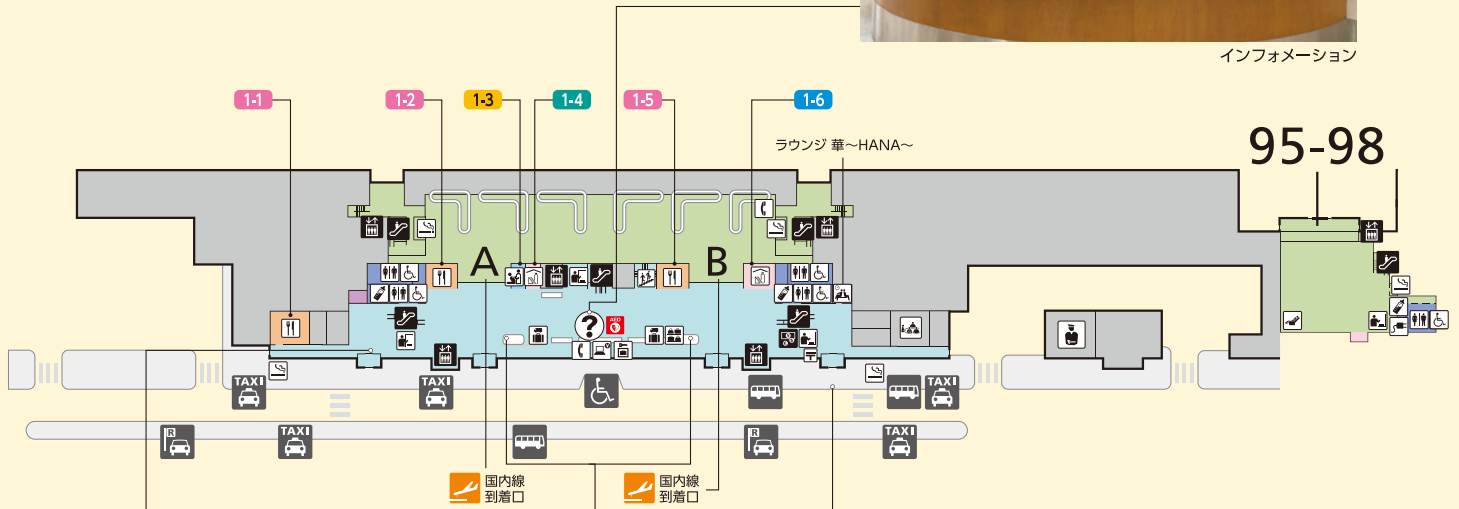 インフォメーション
1-1
1-2
1-3
1-4
1-5
1-6
ラウンジ 華～HANA～
95-98
A
B
?
AED
TAXI
TAXI
TAXI
R
TAXI
R
TAXI
国内線
到着口
国内線
到着口